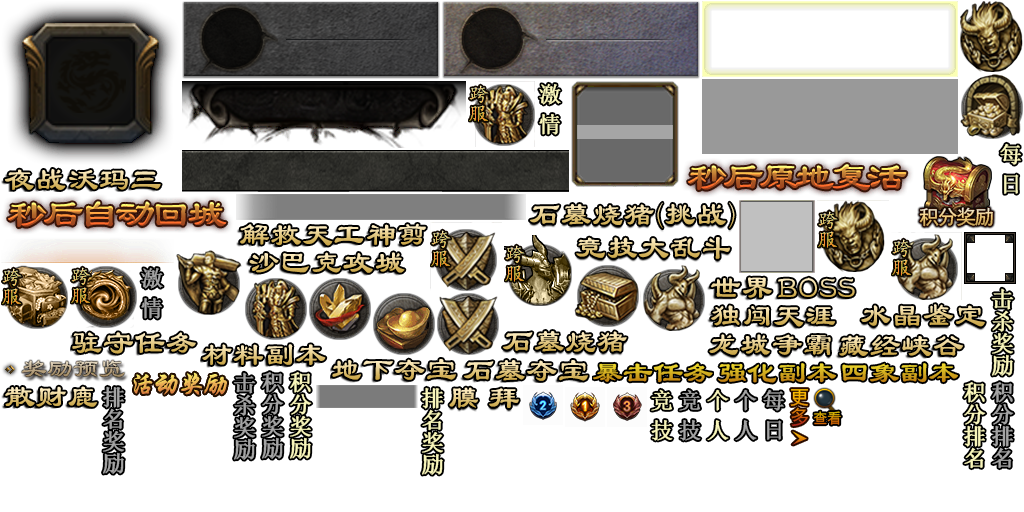 跨服
激情
每日
夜战沃玛三
秒后原地复活
积分奖励
秒后自动回城
石墓烧猪(挑战)
跨服
解救天工神剪
跨服
竞技大乱斗
跨服
跨服
沙巴克攻城
跨服
跨服
激情
世界BOSS
击杀奖励
独闯天涯
水晶鉴定
驻守任务
材料副本
石墓烧猪
龙城争霸
藏经峡谷
奖励预览
地下夺宝
石墓夺宝
暴击任务
强化副本
四象副本
散财鹿
排名奖励
活动奖励
击杀奖励
积分奖励
积分奖励
排名奖励
膜拜
2
1
3
竞技
竞技
个人
个人
每日
更多
查看
积分排名
积分排名